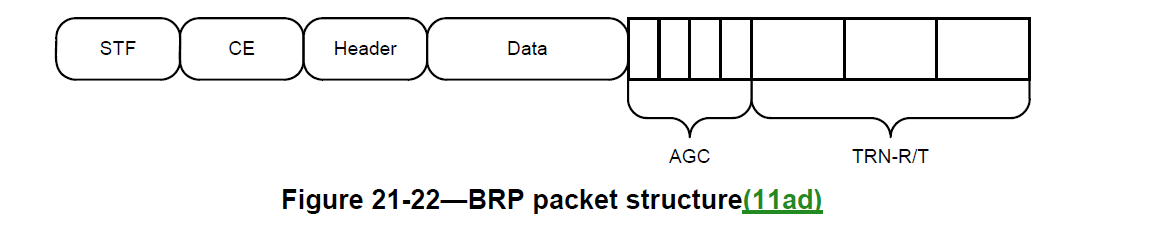 STF CE Header Data
AGC TRN-R/T
Figure 21-22—BRP packet structure(11ad)